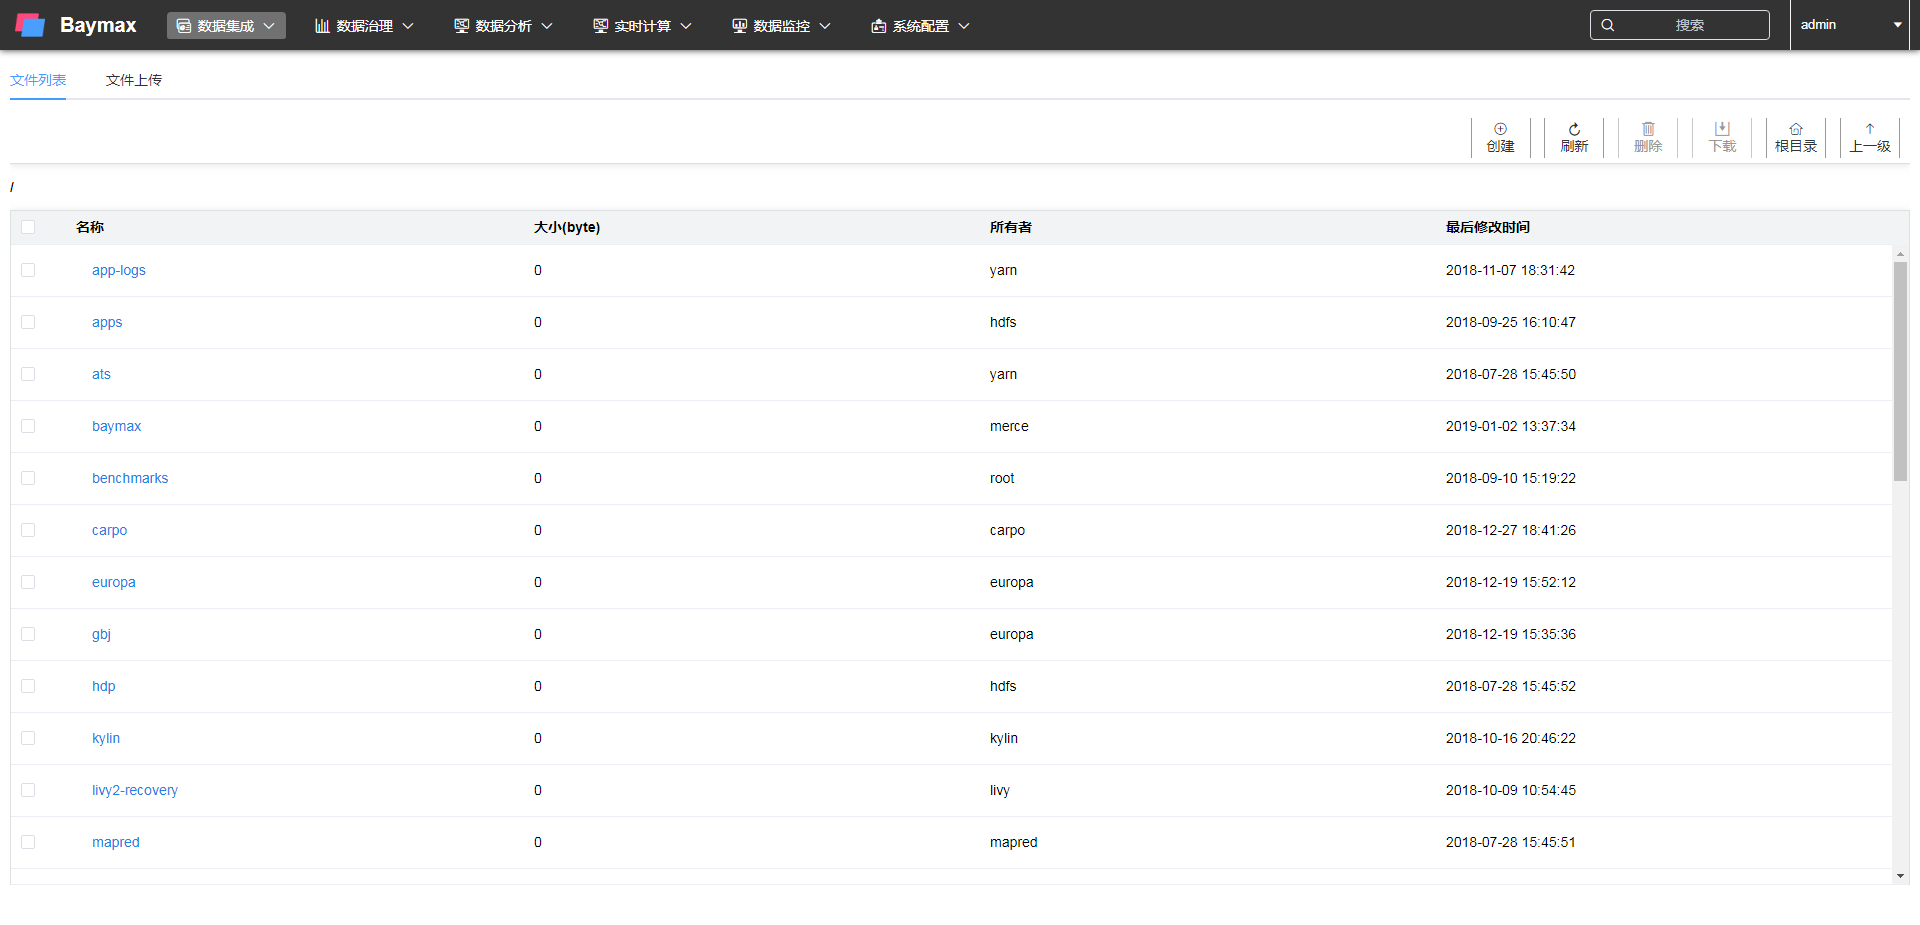 Baymax 数据集成 数据治理 数据分析 实时计算 数据监控 系统配置 搜索 admin
文件列表 文件上传
创建 刷新 删除 下载 根目录 上一级
/
名称 大小(byte) 所有者 最后修改时间
app-logs 0 yarn 2018-11-07 18:31:42
apps 0 hdfs 2018-09-25 16:10:47
ats 0 yarn 2018-07-28 15:45:50
baymax 0 merce 2019-01-02 13:37:34
benchmarks 0 root 2018-09-10 15:19:22
carpo 0 carpo 2018-12-27 18:41:26
europa 0 europa 2018-12-19 15:52:12
gbj 0 europa 2018-12-19 15:35:36
hdp 0 hdfs 2018-07-28 15:45:52
kylin 0 kylin 2018-10-16 20:46:22
livy2-recovery 0 livy 2018-10-09 10:54:45
mapred 0 mapred 2018-07-28 15:45:51